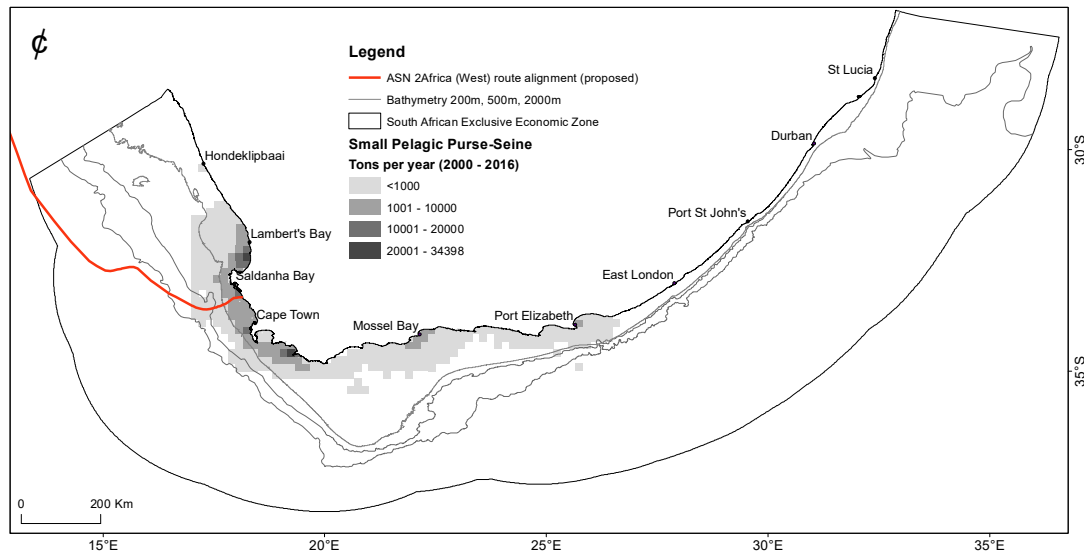 ¢
Legend
ASN 2Africa (West) route alignment (proposed)
Bathymetry 200m, 500m, 2000m
South African Exclusive Economic Zone
Small Pelagic Purse-Seine
Tons per year (2000 - 2016)
<1000
1001 - 10000
10001 - 20000
20001 - 34398
St Lucia
Durban
Hondeklipbaai
Port St John's
Lambert's Bay
Saldanha Bay
East London
Cape Town
Mossel Bay
Port Elizabeth
30°S
35°S
0 200 Km
15°E 20°E 25°E 30°E 35°E